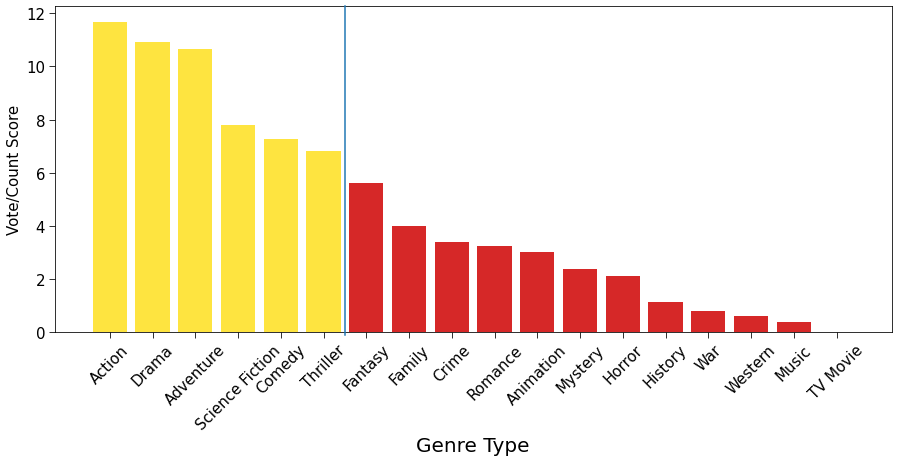 12
10
8
6
4
2
0
Vote/Count Score
Action
Drama
Adventure
Science Fiction
Comedy
Thriller
Fantasy
Family
Crime
Romance
Animation
Mystery
Horror
History
War
Western
Music
TV Movie
Genre Type